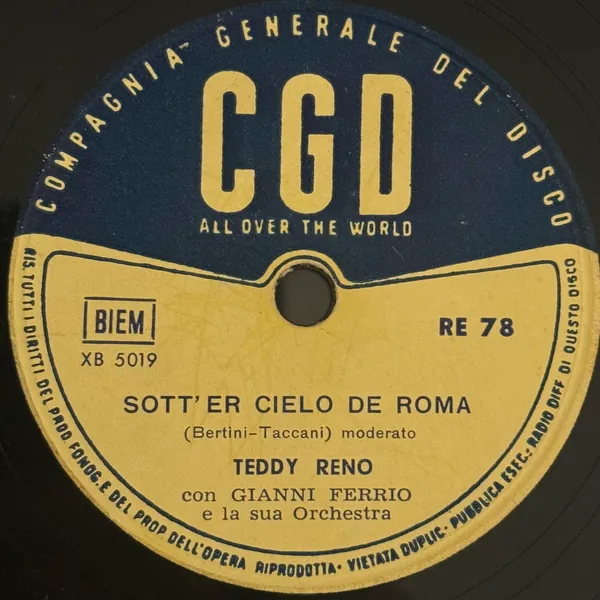 COMPAGNIA GENERALE DEL DISCO
CGD
ALL OVER THE WORLD
BIEM
RE 78
XB 5019
SOTT'ER CIELO DE ROMA
(Bertini-Taccani) moderato
TEDDY RENO
con GIANNI FERRIO
e la sua Orchestra
RIS. TUTTI I DIRITTI DEL PROD. FONOG. E DEL PROP. DELL'OPERA RIPRODOTTA - VIETATA DUPLIC. - PUBBLICA ESEC. - RADIO DIFF. DI QUESTO DISCO